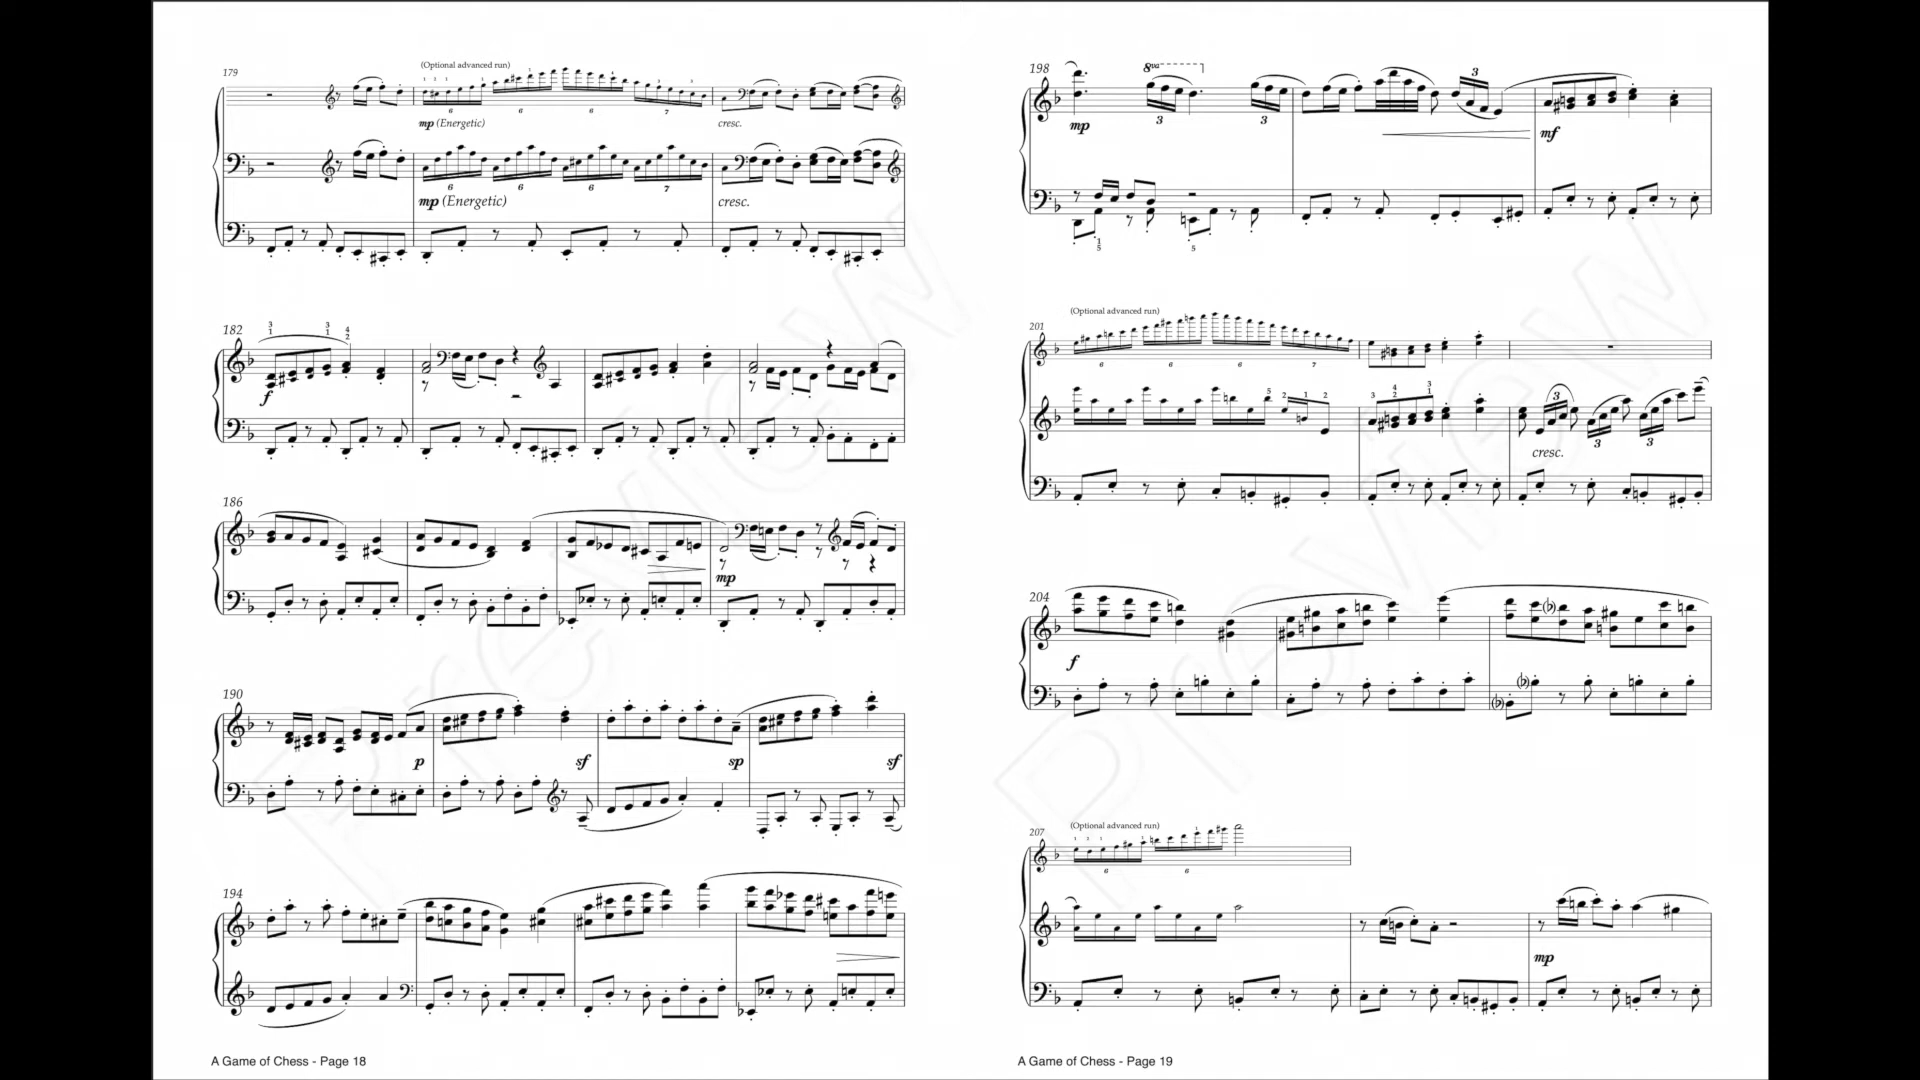 179
(Optional advanced run)
mp (Energetic)
cresc.
mp (Energetic)
cresc.
182
f
186
mp
190
p
sf
sp
sf
194
A Game of Chess - Page 18
198
8va
mp
mf
201
(Optional advanced run)
cresc.
204
f
207
(Optional advanced run)
mp
A Game of Chess - Page 19
Preview
Preview